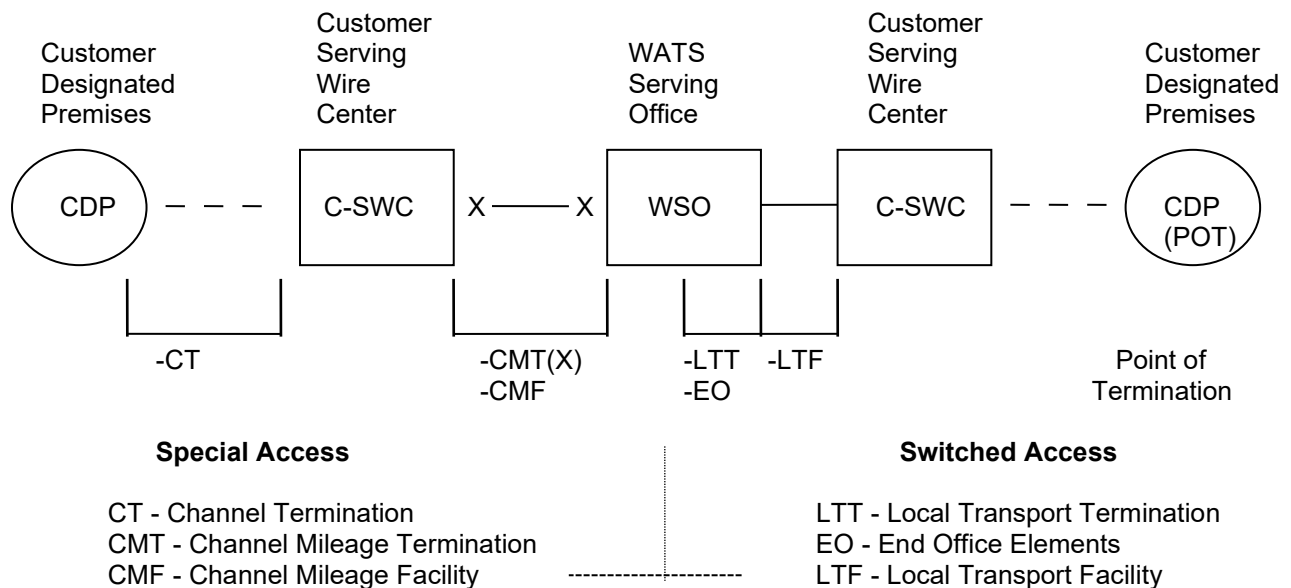 Customer
Designated
Premises
Customer
Serving
Wire
Center
WATS
Serving
Office
Customer
Serving
Wire
Center
Customer
Designated
Premises
CDP
C-SWC
X
X
WSO
C-SWC
CDP
(POT)
-CT
-CMT(X)
-CMF
-LTT
-EO
-LTF
Point of
Termination
Special Access
CT - Channel Termination
CMT - Channel Mileage Termination
CMF - Channel Mileage Facility
Switched Access
LTT - Local Transport Termination
EO - End Office Elements
LTF - Local Transport Facility